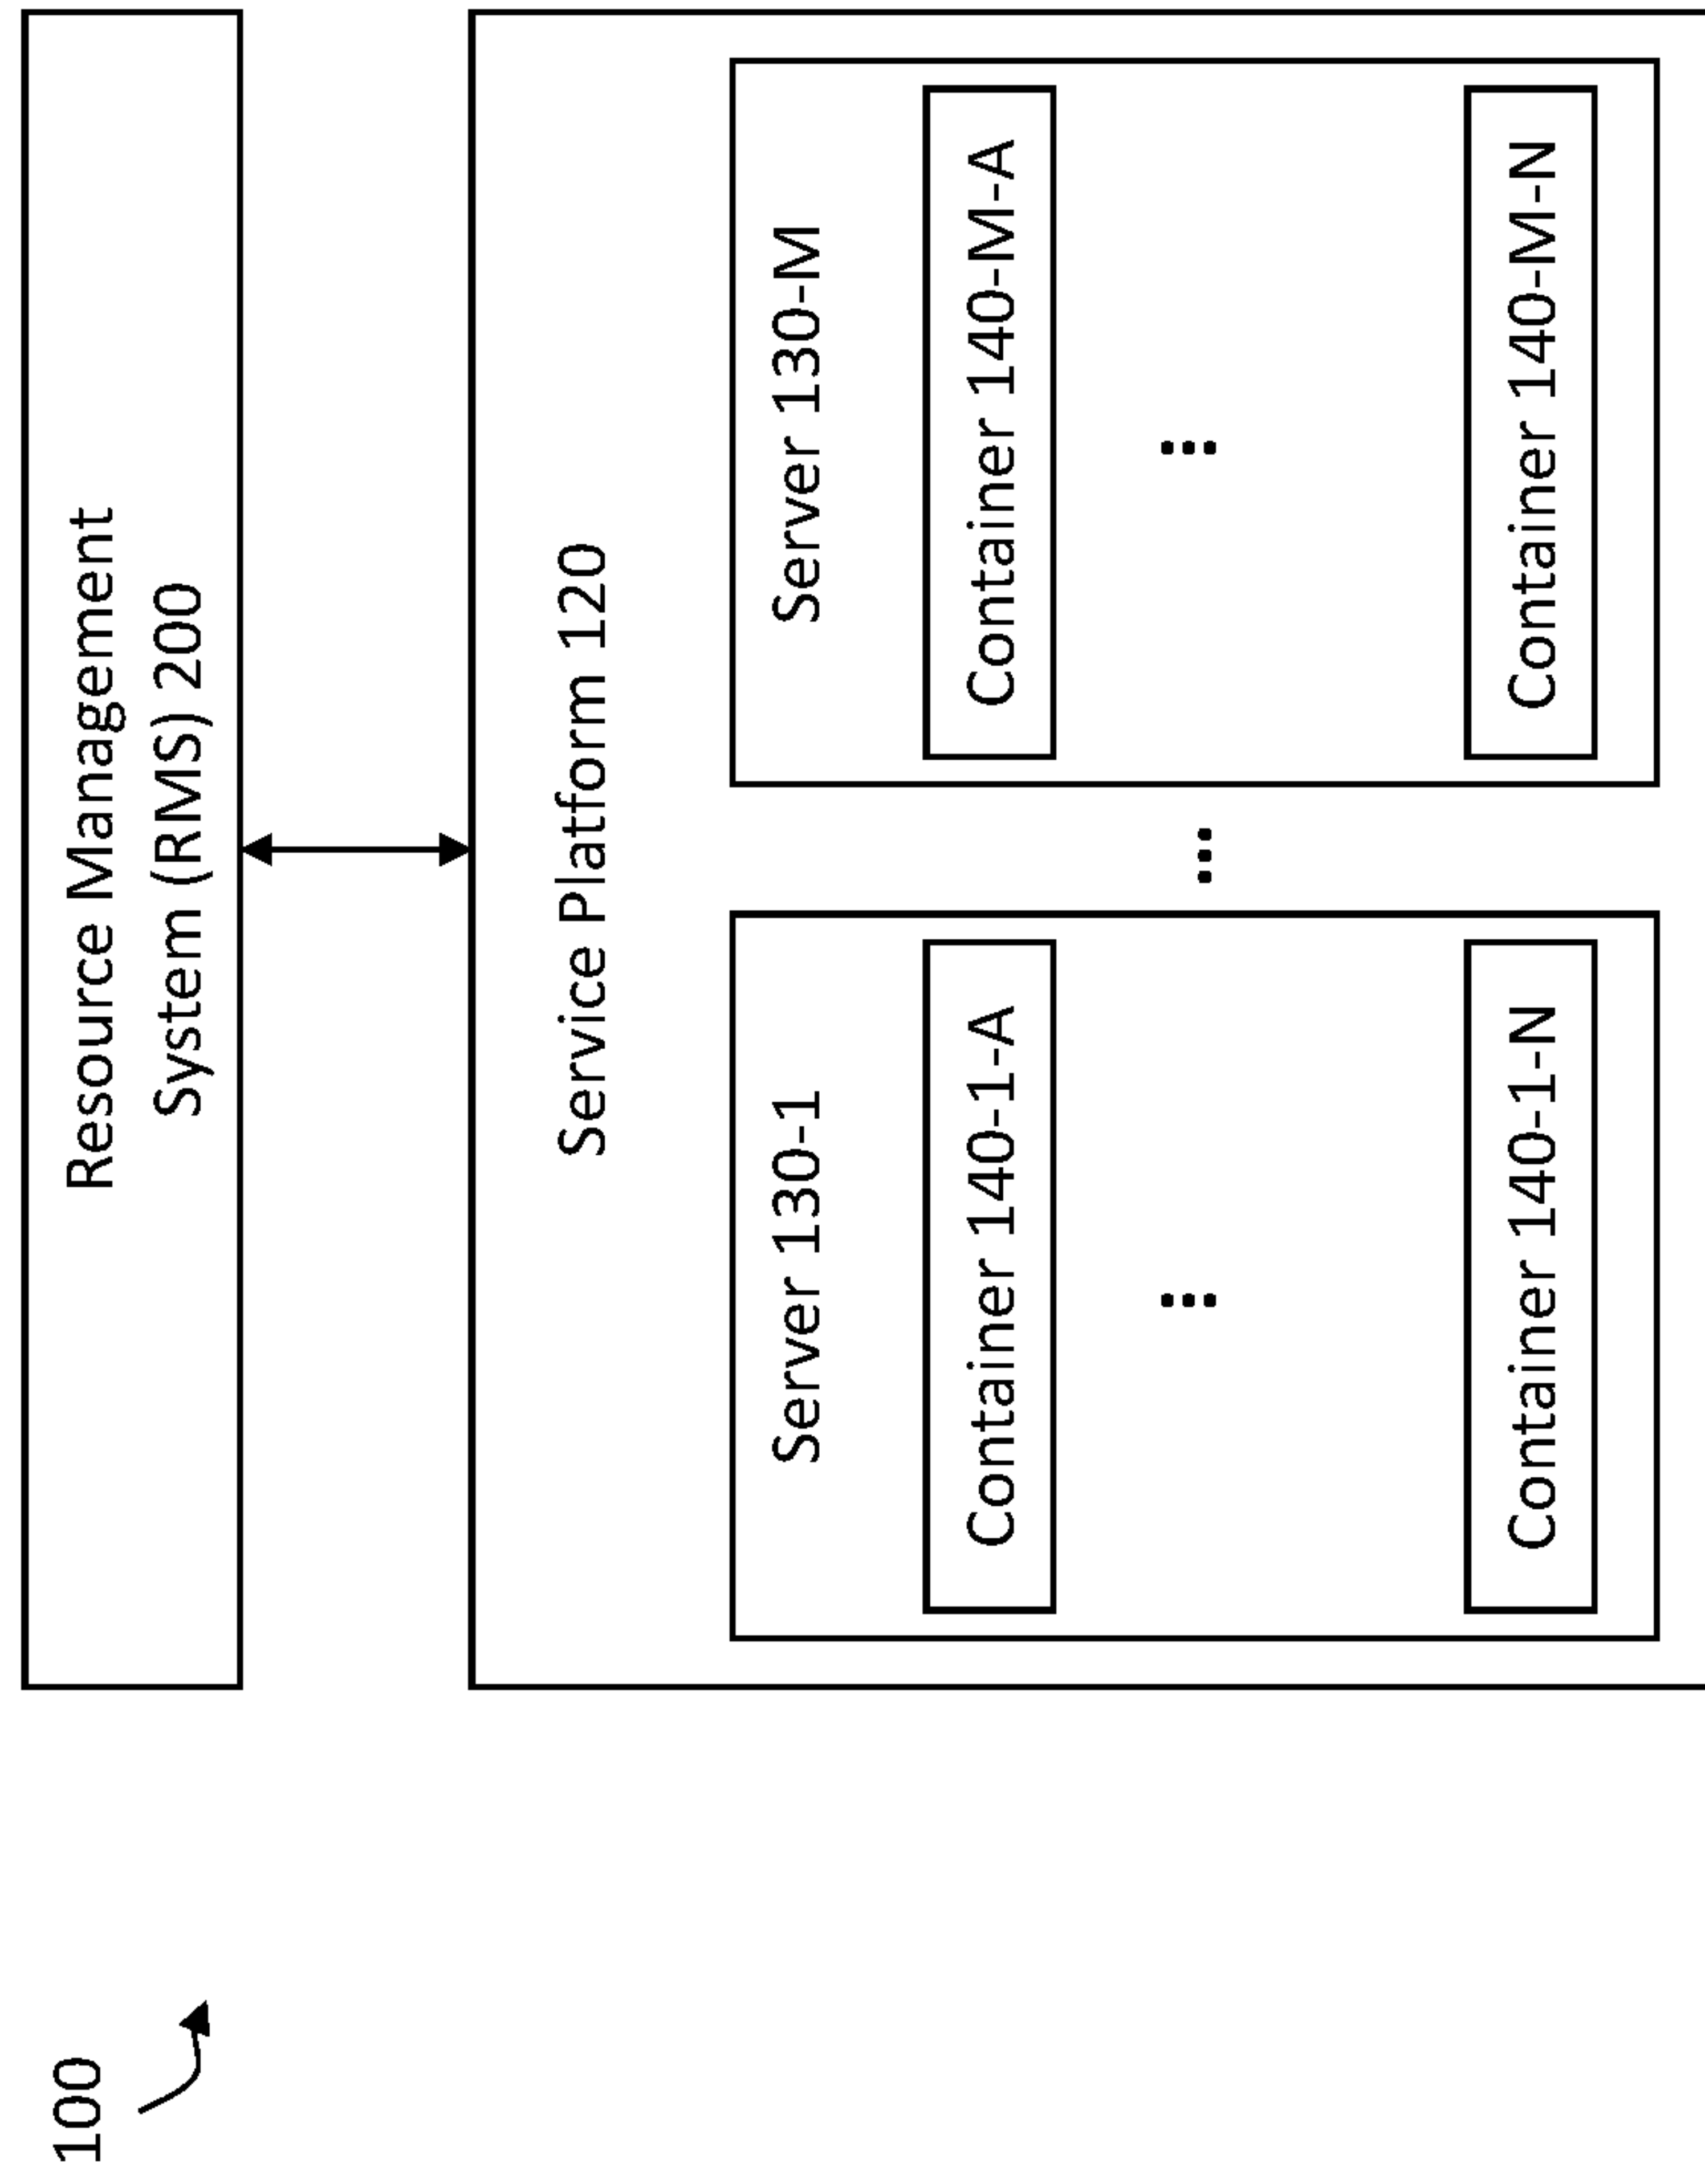 100
Resource Management
System (RMS) 200
Service Platform 120
Server 130-1
Container 140-1-A
⋮
Container 140-1-N
...
Server 130-M
Container 140-M-A
⋮
Container 140-M-N